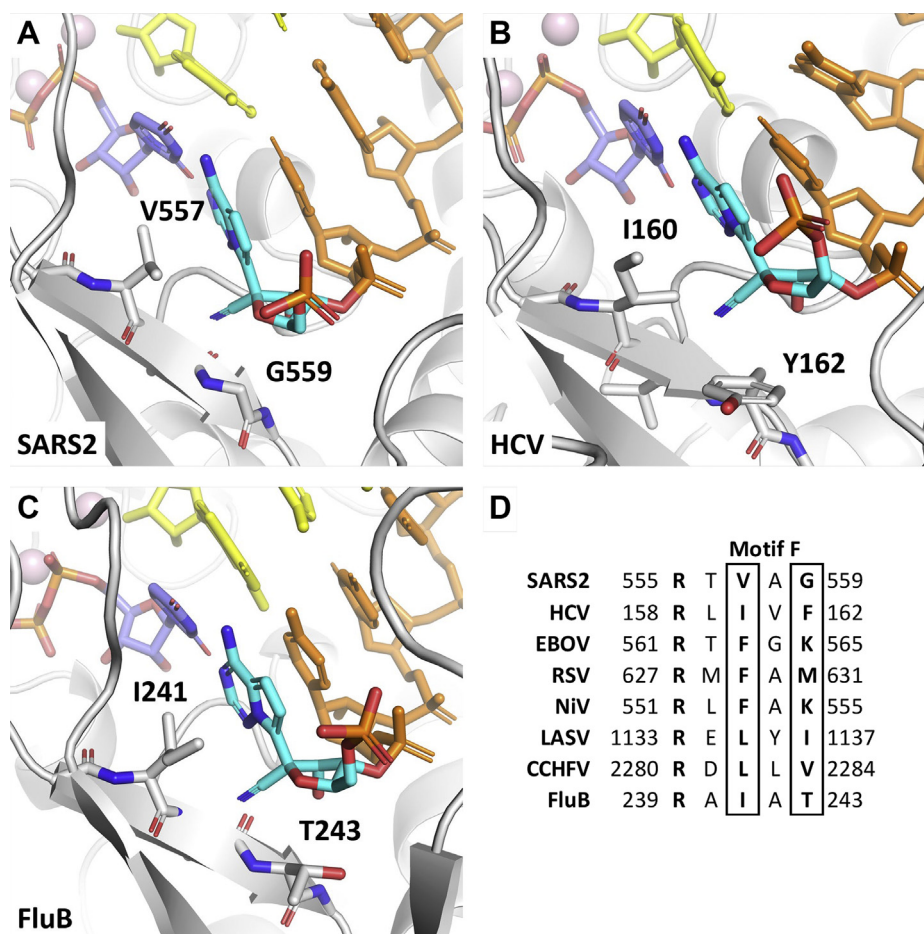 A
V557
G559
SARS2
B
I160
Y162
HCV
C
I241
T243
FluB
D
Motif F
SARS2 555 R T V A G 559
HCV 158 R L I V F 162
EBOV 561 R T F G K 565
RSV 627 R M F A M 631
NiV 551 R L F A K 555
LASV 1133 R E L Y I 1137
CCHFV 2280 R D L L V 2284
FluB 239 R A I A T 243